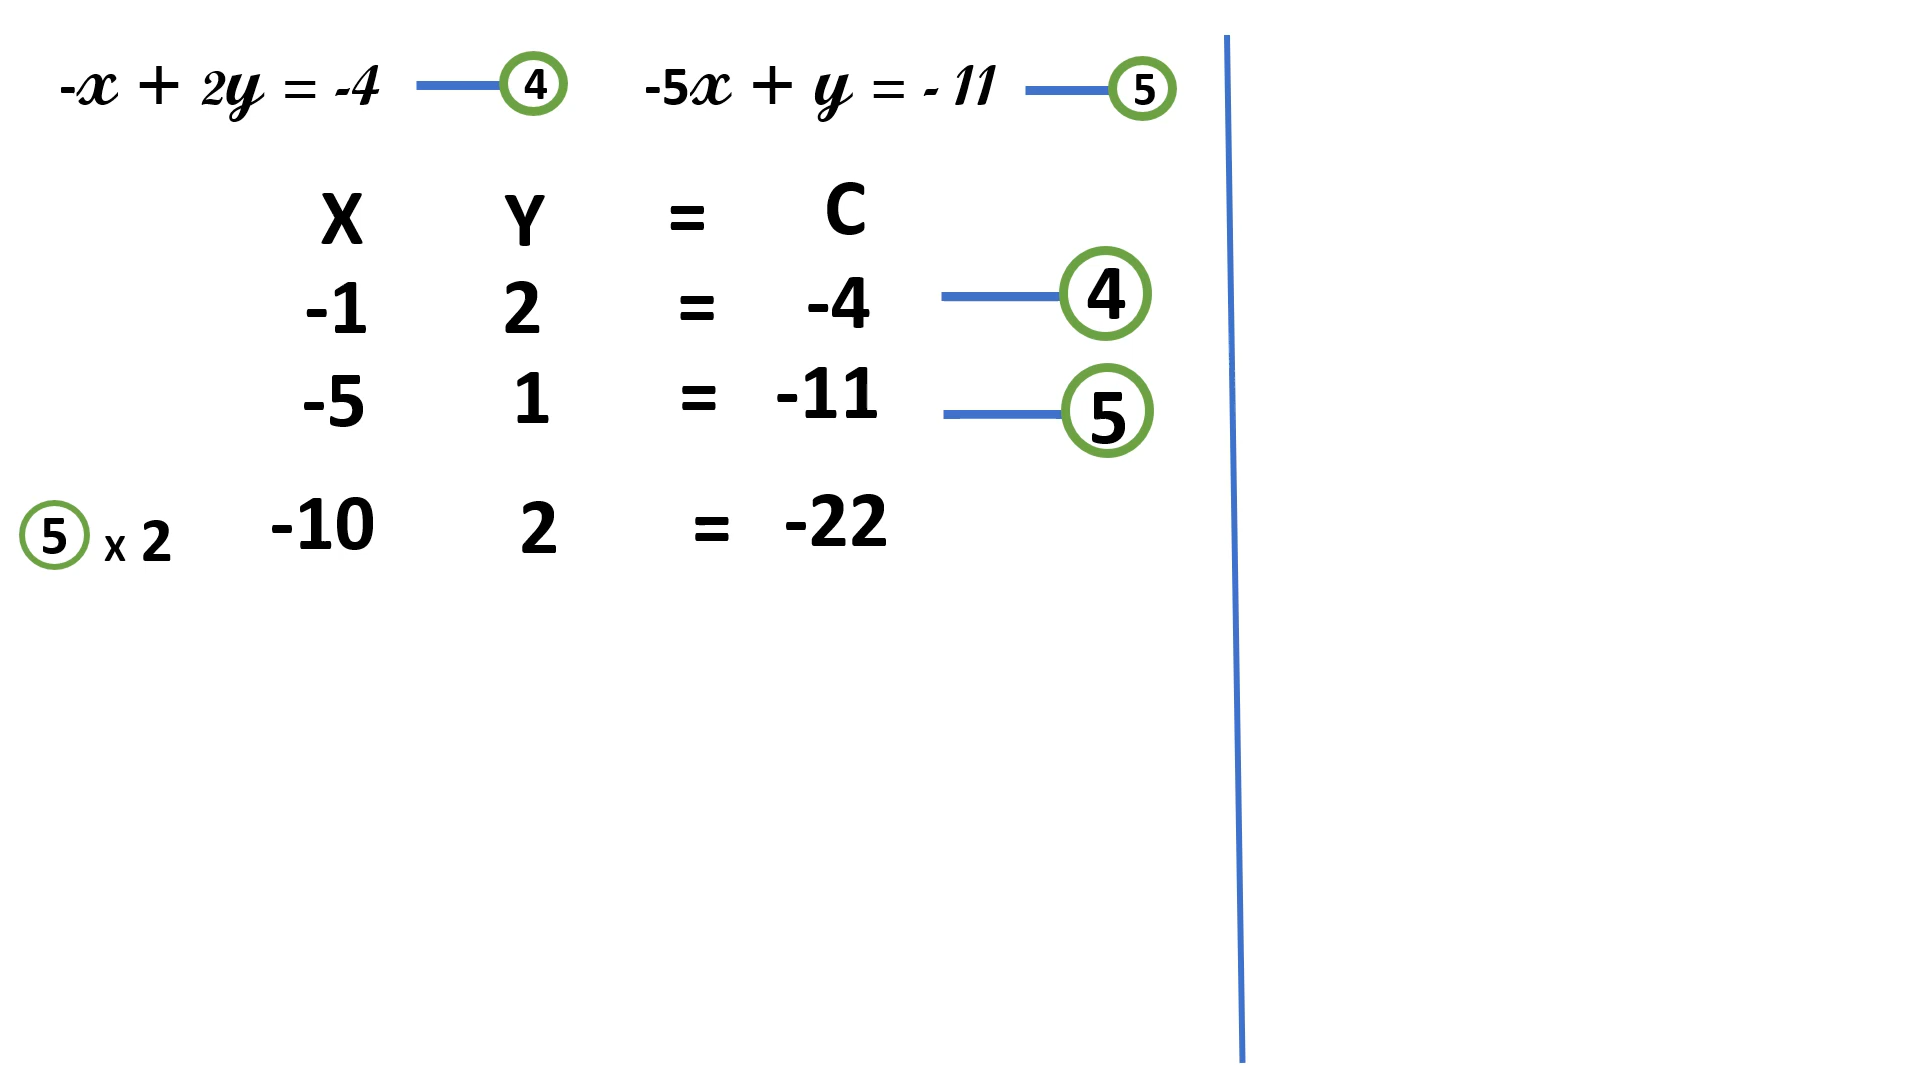 -x + 2y = -4 4 -5x + y = - 11 5
X Y = C
-1 2 = -4 4
-5 1 = -11 5
5 x 2 -10 2 = -22